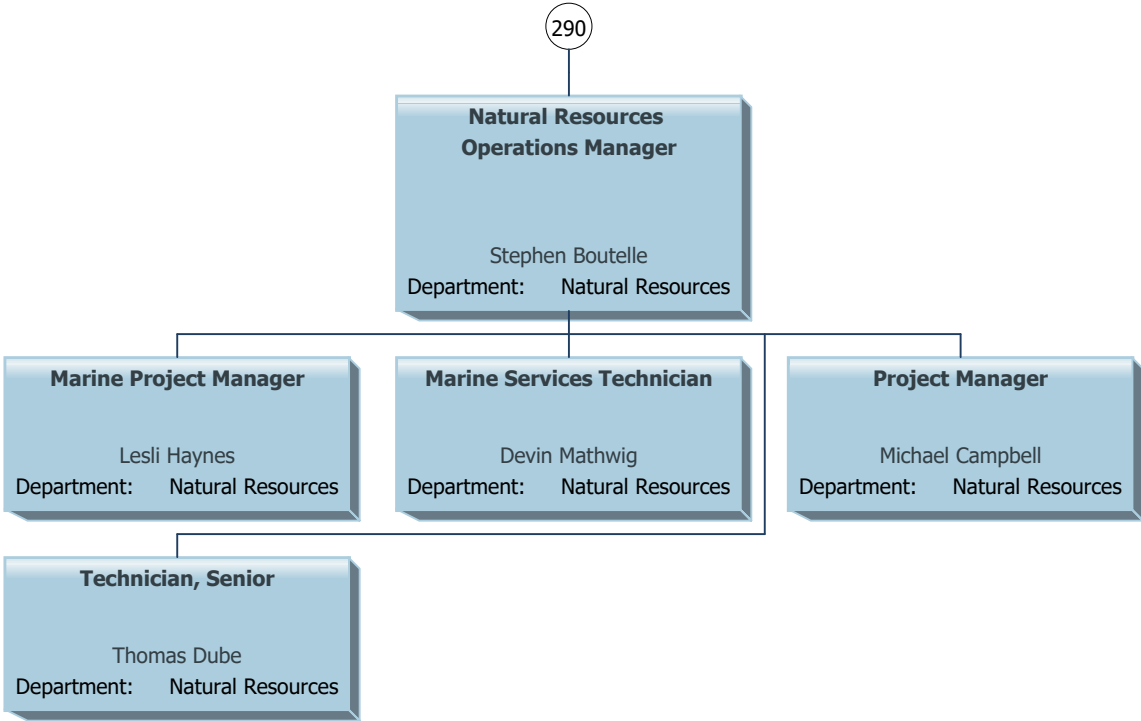 290
Natural Resources
Operations Manager
Stephen Boutelle
Department: Natural Resources
Marine Project Manager
Lesli Haynes
Department: Natural Resources
Marine Services Technician
Devin Mathwig
Department: Natural Resources
Project Manager
Michael Campbell
Department: Natural Resources
Technician, Senior
Thomas Dube
Department: Natural Resources